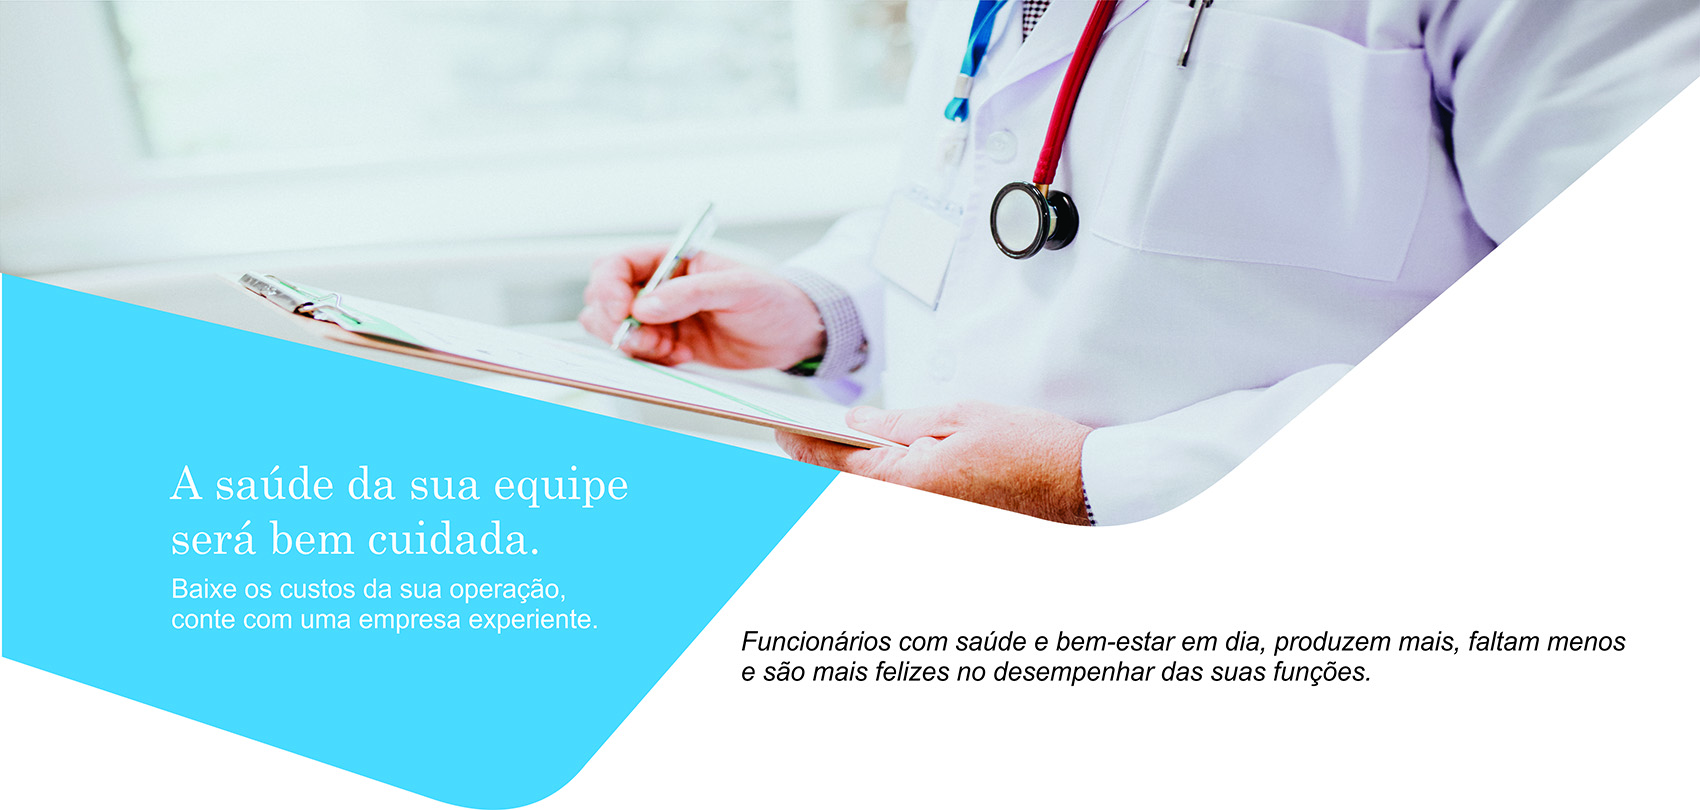 A saúde da sua equipe
será bem cuidada.
Baixe os custos da sua operação,
conte com uma empresa experiente.
Funcionários com saúde e bem-estar em dia, produzem mais, faltam menos
e são mais felizes no desempenhar das suas funções.